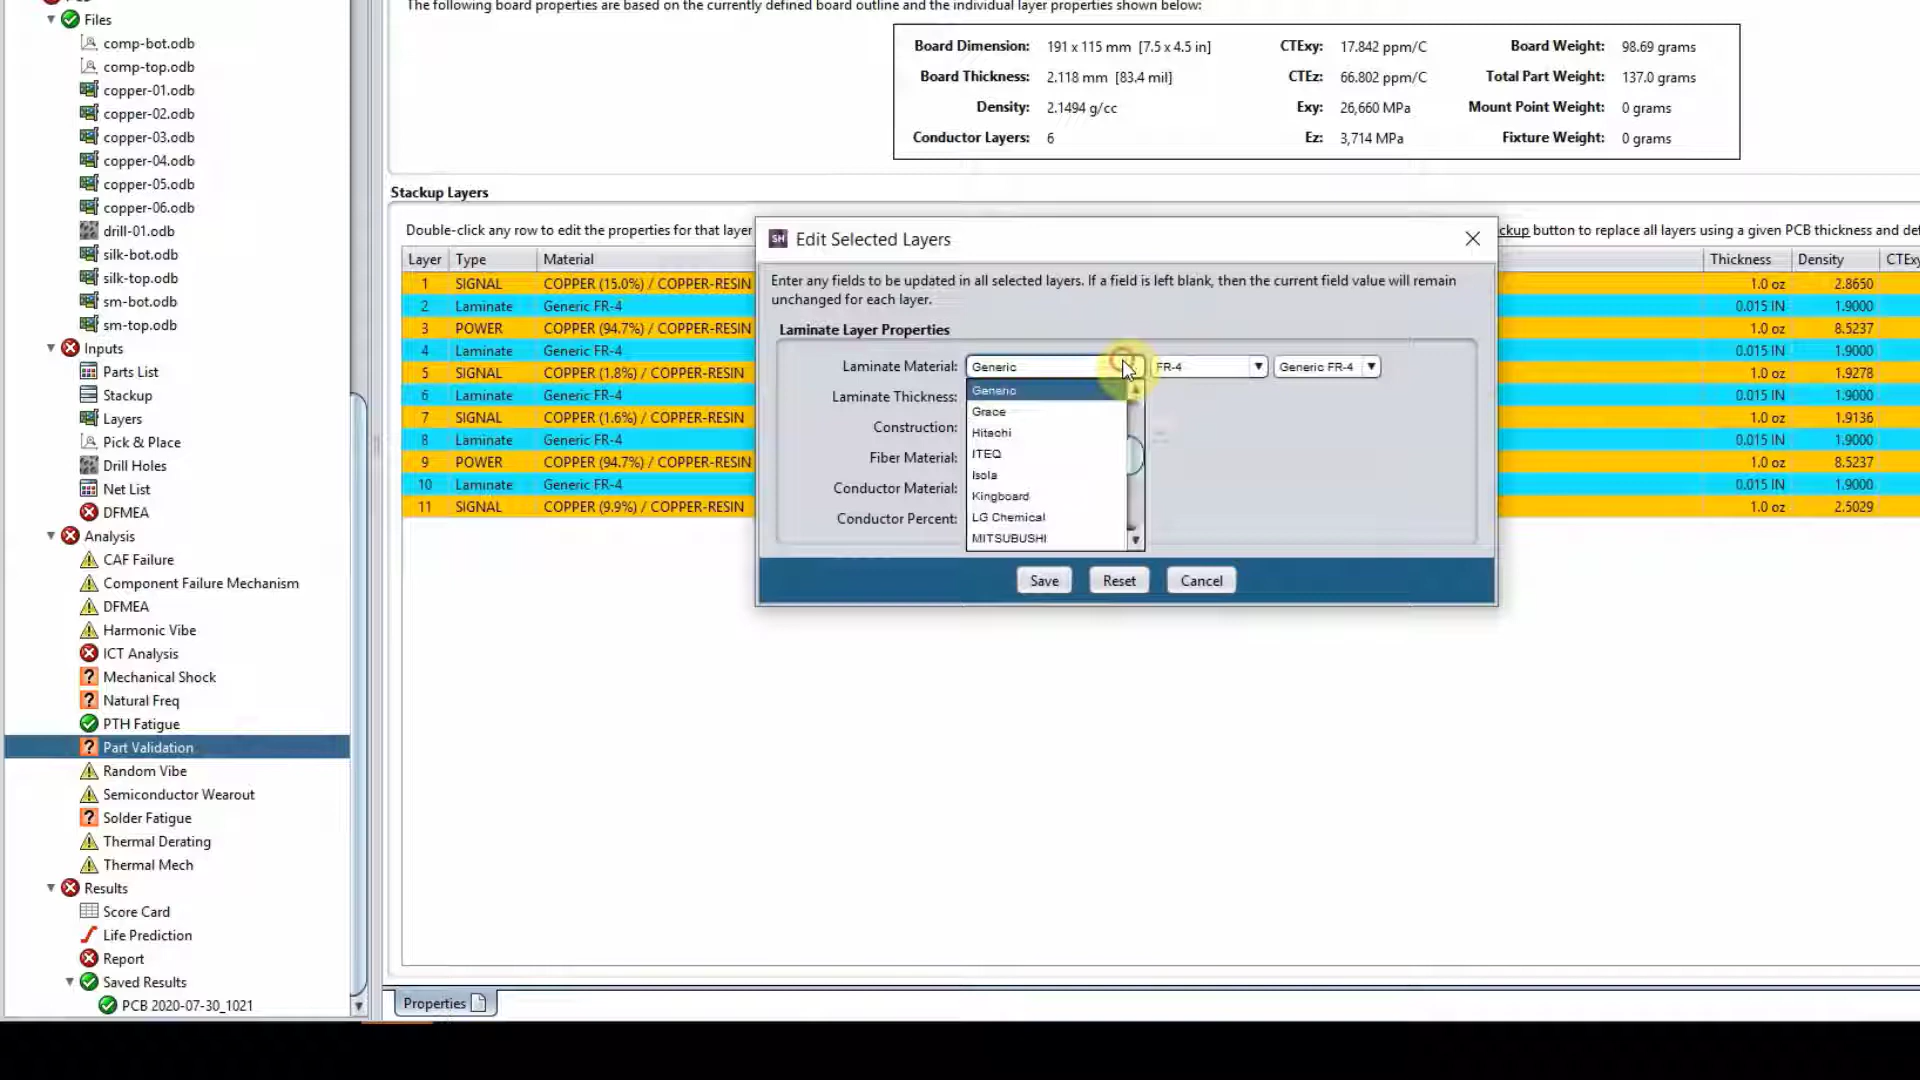 Files
comp-bot.odb
comp-top.odb
copper-01.odb
copper-02.odb
copper-03.odb
copper-04.odb
copper-05.odb
copper-06.odb
drill-01.odb
silk-bot.odb
silk-top.odb
sm-bot.odb
sm-top.odb
Inputs
Parts List
Stackup
Layers
Pick & Place
Drill Holes
Net List
DFMEA
Analysis
CAF Failure
Component Failure Mechanism
DFMEA
Harmonic Vibe
ICT Analysis
Mechanical Shock
Natural Freq
PTH Fatigue
Part Validation
Random Vibe
Semiconductor Wearout
Solder Fatigue
Thermal Derating
Thermal Mech
Results
Score Card
Life Prediction
Report
Saved Results
PCB 2020-07-30_1021
The following board properties are based on the currently defined board outline and the individual layer properties shown below:
Board Dimension: 191 x 115 mm [7.5 x 4.5 in] CTExy: 17.842 ppm/C Board Weight: 98.69 grams
Board Thickness: 2.118 mm [83.4 mil] CTEz: 66.802 ppm/C Total Part Weight: 137.0 grams
Density: 2.1494 g/cc Exy: 26,660 MPa Mount Point Weight: 0 grams
Conductor Layers: 6 Ez: 3,714 MPa Fixture Weight: 0 grams
Stackup Layers
Double-click any row to edit the properties for that layer ckup button to replace all layers using a given PCB thickness and def
Layer Type Material Thickness Density CTExy
1 SIGNAL COPPER (15.0%) / COPPER-RESIN 1.0 oz 2.8650
2 Laminate Generic FR-4 0.015 IN 1.9000
3 POWER COPPER (94.7%) / COPPER-RESIN 1.0 oz 8.5237
4 Laminate Generic FR-4 0.015 IN 1.9000
5 SIGNAL COPPER (1.8%) / COPPER-RESIN 1.0 oz 1.9278
6 Laminate Generic FR-4 0.015 IN 1.9000
7 SIGNAL COPPER (1.6%) / COPPER-RESIN 1.0 oz 1.9136
8 Laminate Generic FR-4 0.015 IN 1.9000
9 POWER COPPER (94.7%) / COPPER-RESIN 1.0 oz 8.5237
10 Laminate Generic FR-4 0.015 IN 1.9000
11 SIGNAL COPPER (9.9%) / COPPER-RESIN 1.0 oz 2.5029
SH Edit Selected Layers
Enter any fields to be updated in all selected layers. If a field is left blank, then the current field value will remain
unchanged for each layer.
Laminate Layer Properties
Laminate Material: Generic FR-4 Generic FR-4
Laminate Thickness:
Construction:
Fiber Material:
Conductor Material:
Conductor Percent:
Generic
Grace
Hitachi
ITEQ
Isola
Kingboard
LG Chemical
MITSUBUSHI
Save Reset Cancel
Properties